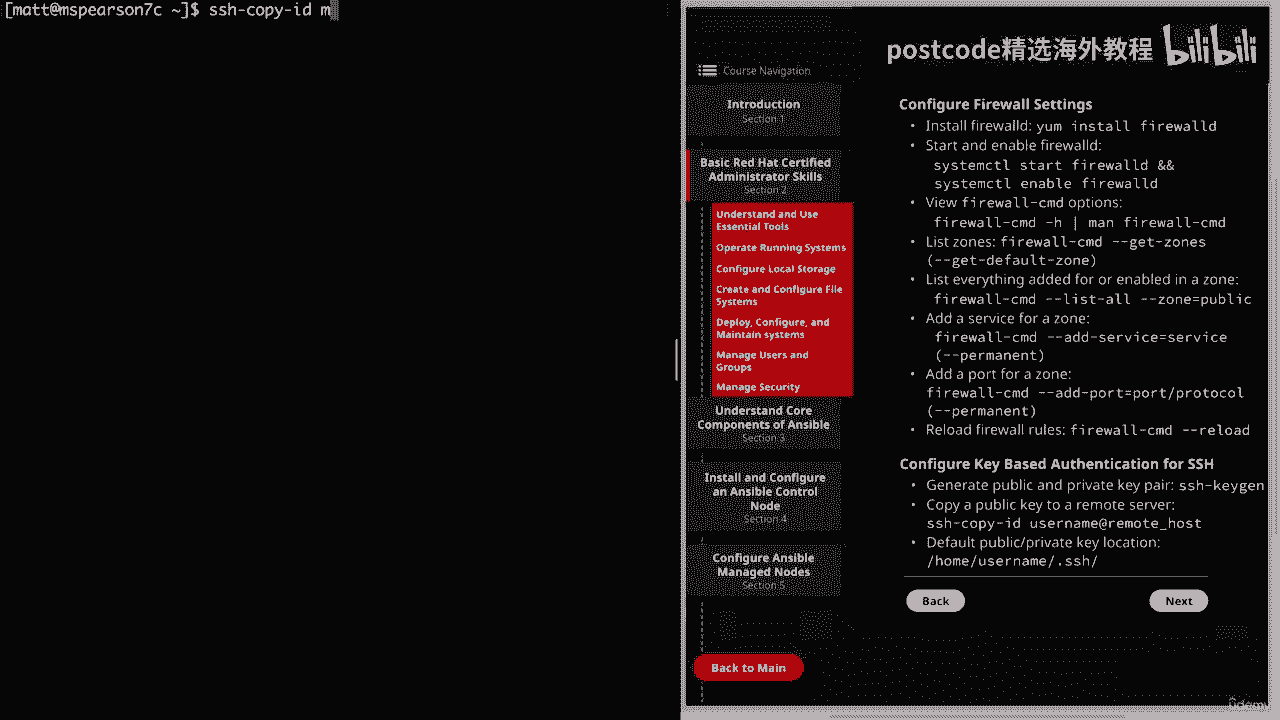 [matt@mspearson7c ~]$ ssh-copy-id m
postcode精选海外教程 bilibili
Course Navigation
Introduction
Section 1
Basic Red Hat Certified
Administrator Skills
Section 2
Understand and Use
Essential Tools
Operate Running Systems
Configure Local Storage
Create and Configure File
Systems
Deploy, Configure, and
Maintain systems
Manage Users and
Groups
Manage Security
Understand Core
Components of Ansible
Section 3
Install and Configure
an Ansible Control
Node
Section 4
Configure Ansible
Managed Nodes
Section 5
Back to Main
Configure Firewall Settings
• Install firewalld: yum install firewalld
• Start and enable firewalld:
systemctl start firewalld &&
systemctl enable firewalld
• View firewall-cmd options:
firewall-cmd -h | man firewall-cmd
• List zones: firewall-cmd --get-zones
(--get-default-zone)
• List everything added for or enabled in a zone:
firewall-cmd --list-all --zone=public
• Add a service for a zone:
firewall-cmd --add-service=service
(--permanent)
• Add a port for a zone:
firewall-cmd --add-port=port/protocol
(--permanent)
• Reload firewall rules: firewall-cmd --reload
Configure Key Based Authentication for SSH
• Generate public and private key pair: ssh-keygen
• Copy a public key to a remote server:
ssh-copy-id username@remote_host
• Default public/private key location:
/home/username/.ssh/
Back
Next